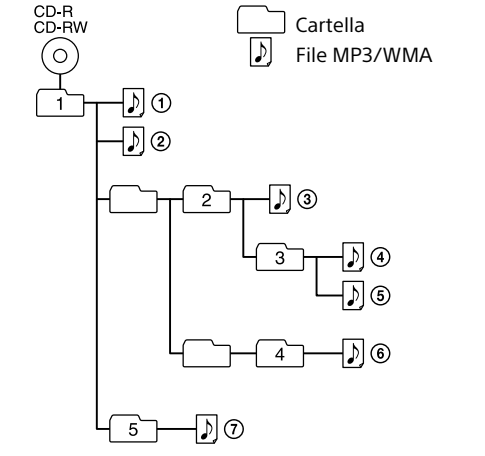 CD-R
CD-RW
Cartella
File MP3/WMA
1 ①
②
2 ③
3 ④
⑤
4 ⑥
5 ⑦